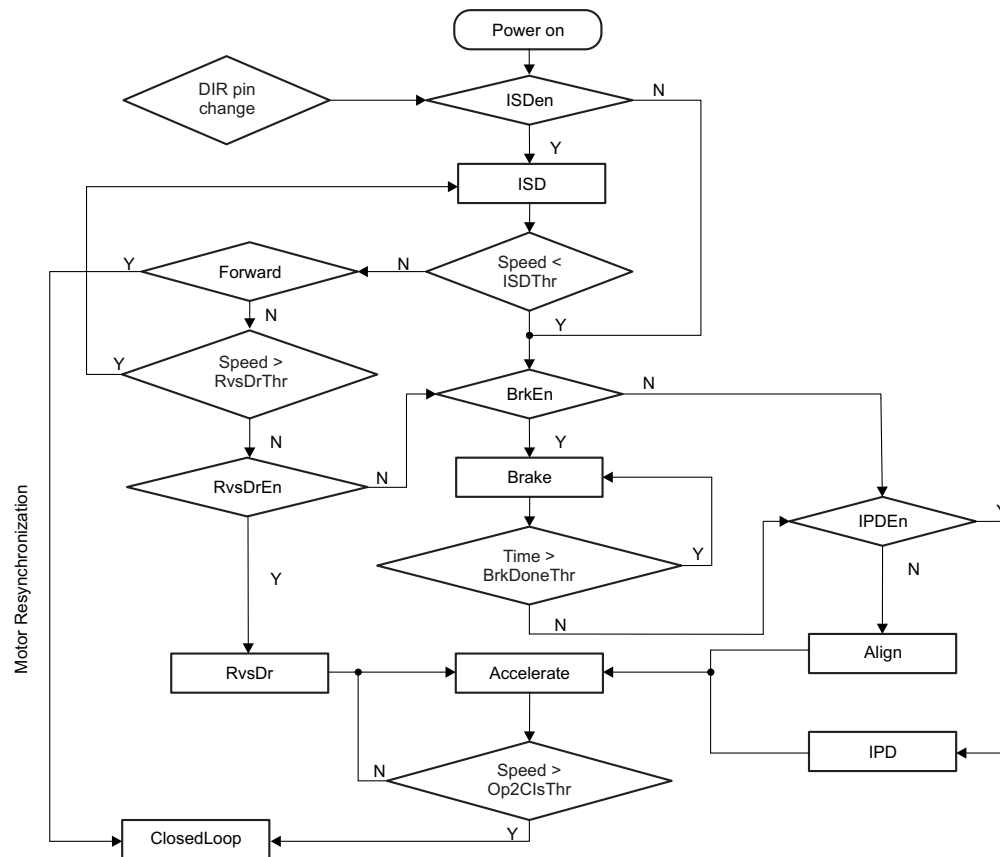 Power on
DIR pin
change
ISDen
N
Y
ISD
Y
Forward
N
Speed <
ISDThr
N
Y
Y
Speed >
RvsDrThr
BrkEn
N
N
Y
RvsDrEn
N
Brake
IPDEn
Y
Time >
BrkDoneThr
Y
N
Y
N
Motor Resychronization
RvsDr
Accelerate
Align
N
Speed >
Op2ClsThr
IPD
Y
ClosedLoop